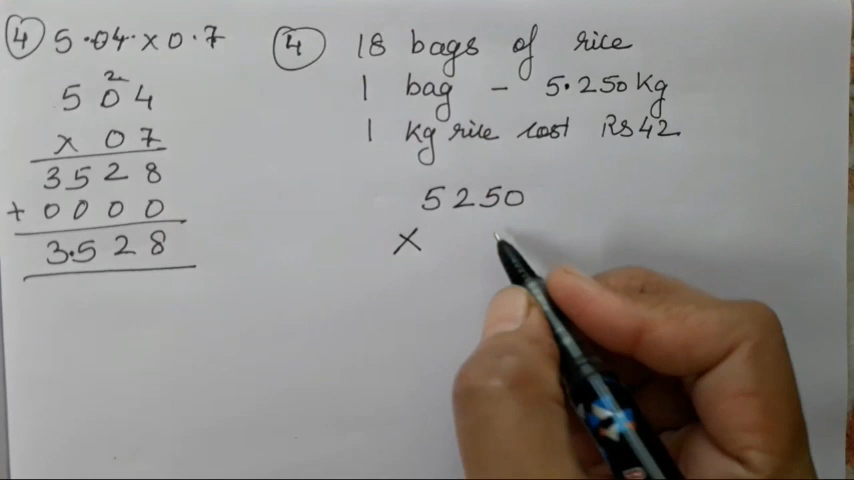 ④ 5.04 × 0.7
2
504
× 07
3528
+ 0000
3.528
④ 18 bags of rice
1 bag - 5.250 Kg
1 kg rice cost Rs 42
5250
×